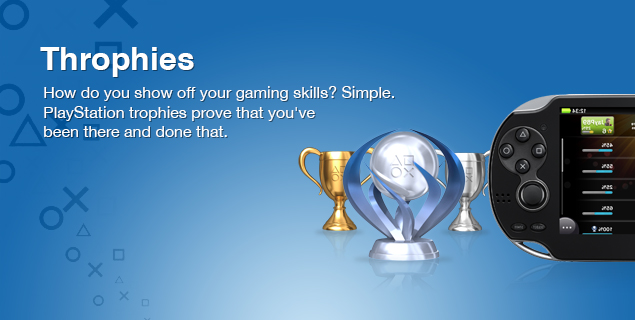 Throphies
How do you show off your gaming skills? Simple.
PlayStation trophies prove that you've
been there and done that.